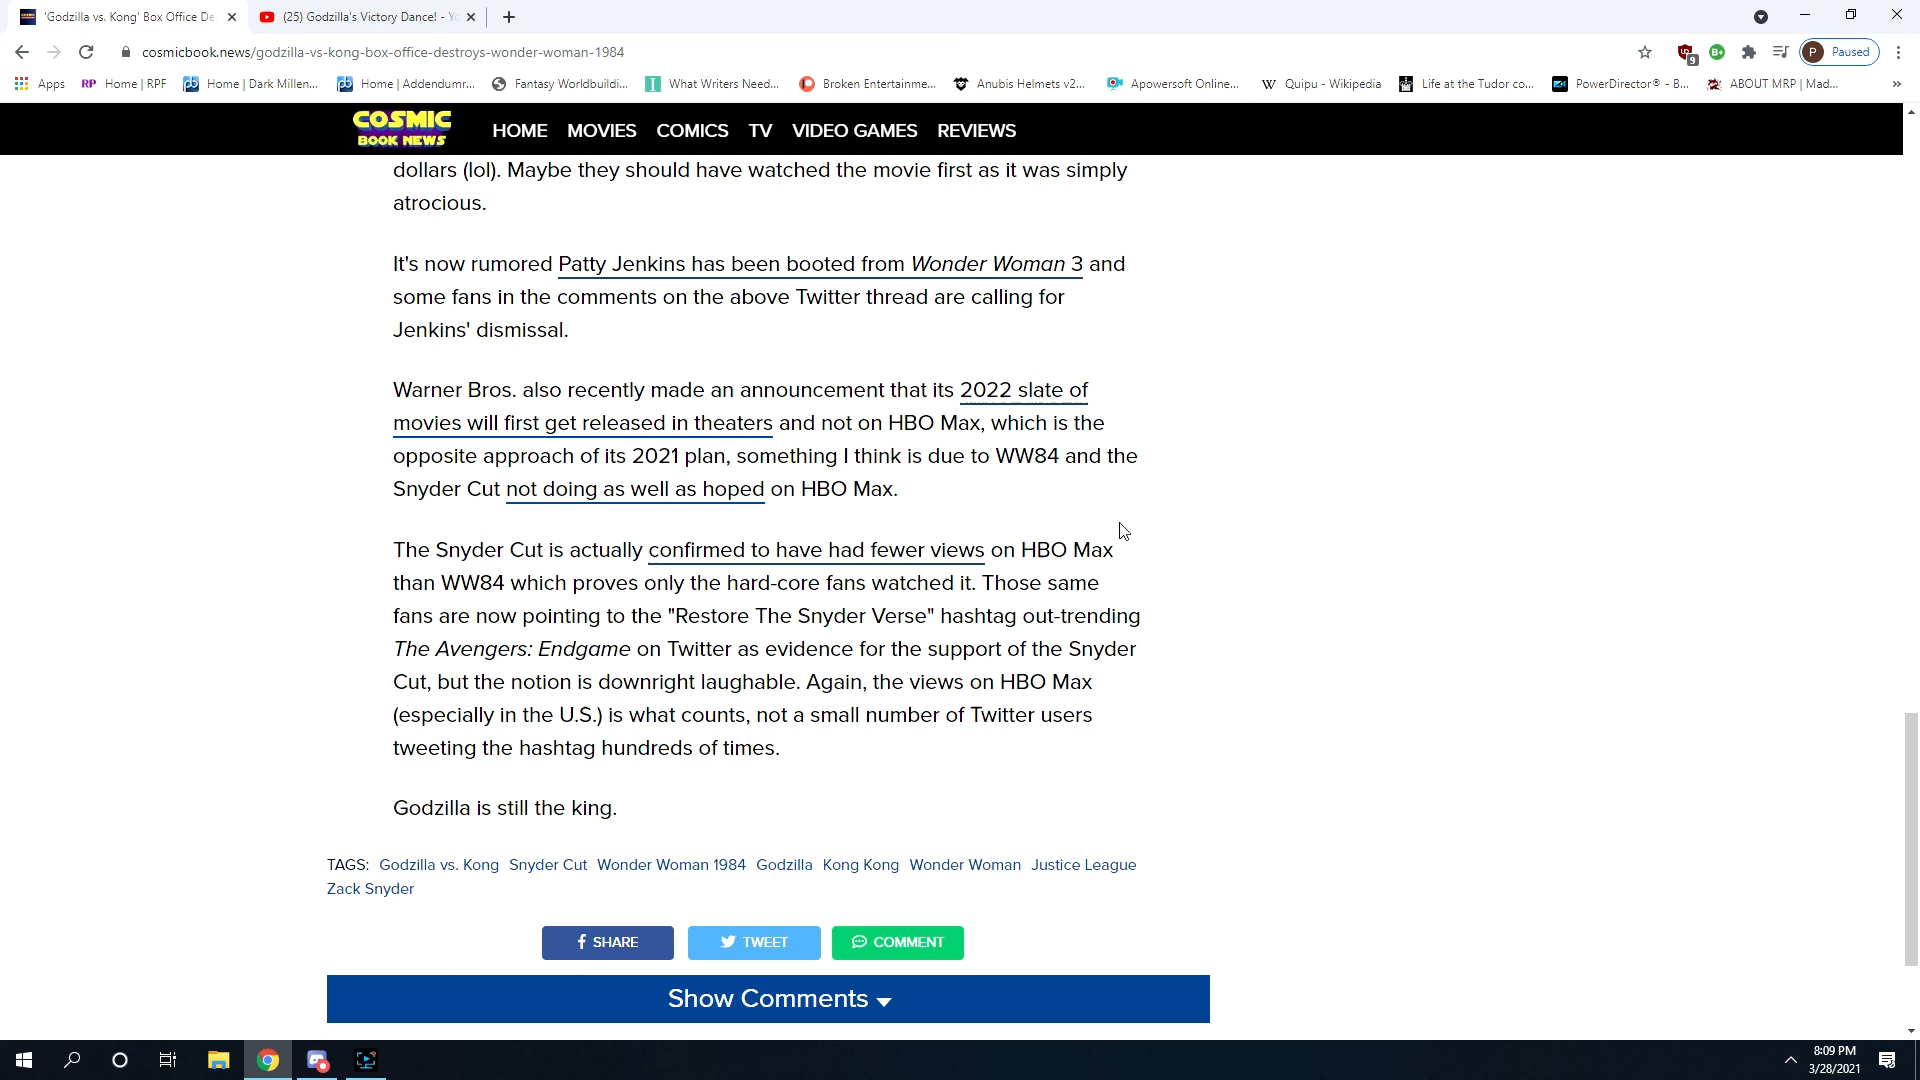 'Godzilla vs. Kong' Box Office De
(25) Godzilla's Victory Dance! - Yo
cosmicbook.news/godzilla-vs-kong-box-office-destroys-wonder-woman-1984
9
P Paused
Apps
RP Home | RPF
Home | Dark Millen...
Home | Addendumr...
Fantasy Worldbuildi...
What Writers Need...
Broken Entertainme...
Anubis Helmets v2...
Apowersoft Online...
W Quipu - Wikipedia
Life at the Tudor co...
PowerDirector® - B...
ABOUT MRP | Mad...
»
COSMIC
BOOK NEWS
HOME MOVIES COMICS TV VIDEO GAMES REVIEWS
dollars (lol). Maybe they should have watched the movie first as it was simply
atrocious.
It's now rumored Patty Jenkins has been booted from Wonder Woman 3 and
some fans in the comments on the above Twitter thread are calling for
Jenkins' dismissal.
Warner Bros. also recently made an announcement that its 2022 slate of
movies will first get released in theaters and not on HBO Max, which is the
opposite approach of its 2021 plan, something I think is due to WW84 and the
Snyder Cut not doing as well as hoped on HBO Max.
The Snyder Cut is actually confirmed to have had fewer views on HBO Max
than WW84 which proves only the hard-core fans watched it. Those same
fans are now pointing to the "Restore The Snyder Verse" hashtag out-trending
The Avengers: Endgame on Twitter as evidence for the support of the Snyder
Cut, but the notion is downright laughable. Again, the views on HBO Max
(especially in the U.S.) is what counts, not a small number of Twitter users
tweeting the hashtag hundreds of times.
Godzilla is still the king.
TAGS: Godzilla vs. Kong Snyder Cut Wonder Woman 1984 Godzilla Kong Kong Wonder Woman Justice League
Zack Snyder
SHARE
TWEET
COMMENT
Show Comments
8:09 PM
3/28/2021